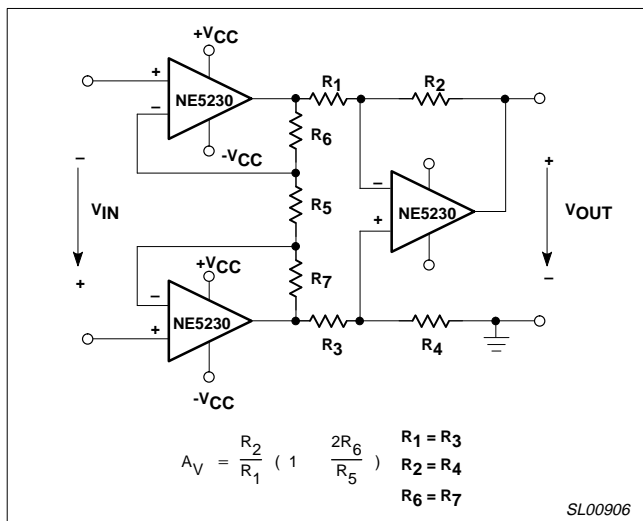 +VCC
+
NE5230
−
-VCC
R1
R2
R6
−
R5
VIN
−
NE5230
+
+
VOUT
−
+VCC
R7
+
−
NE5230
+
R3
R4
-VCC
AV = R2/R1 ( 1 2R6/R5 )
R1 = R3
R2 = R4
R6 = R7
SL00906